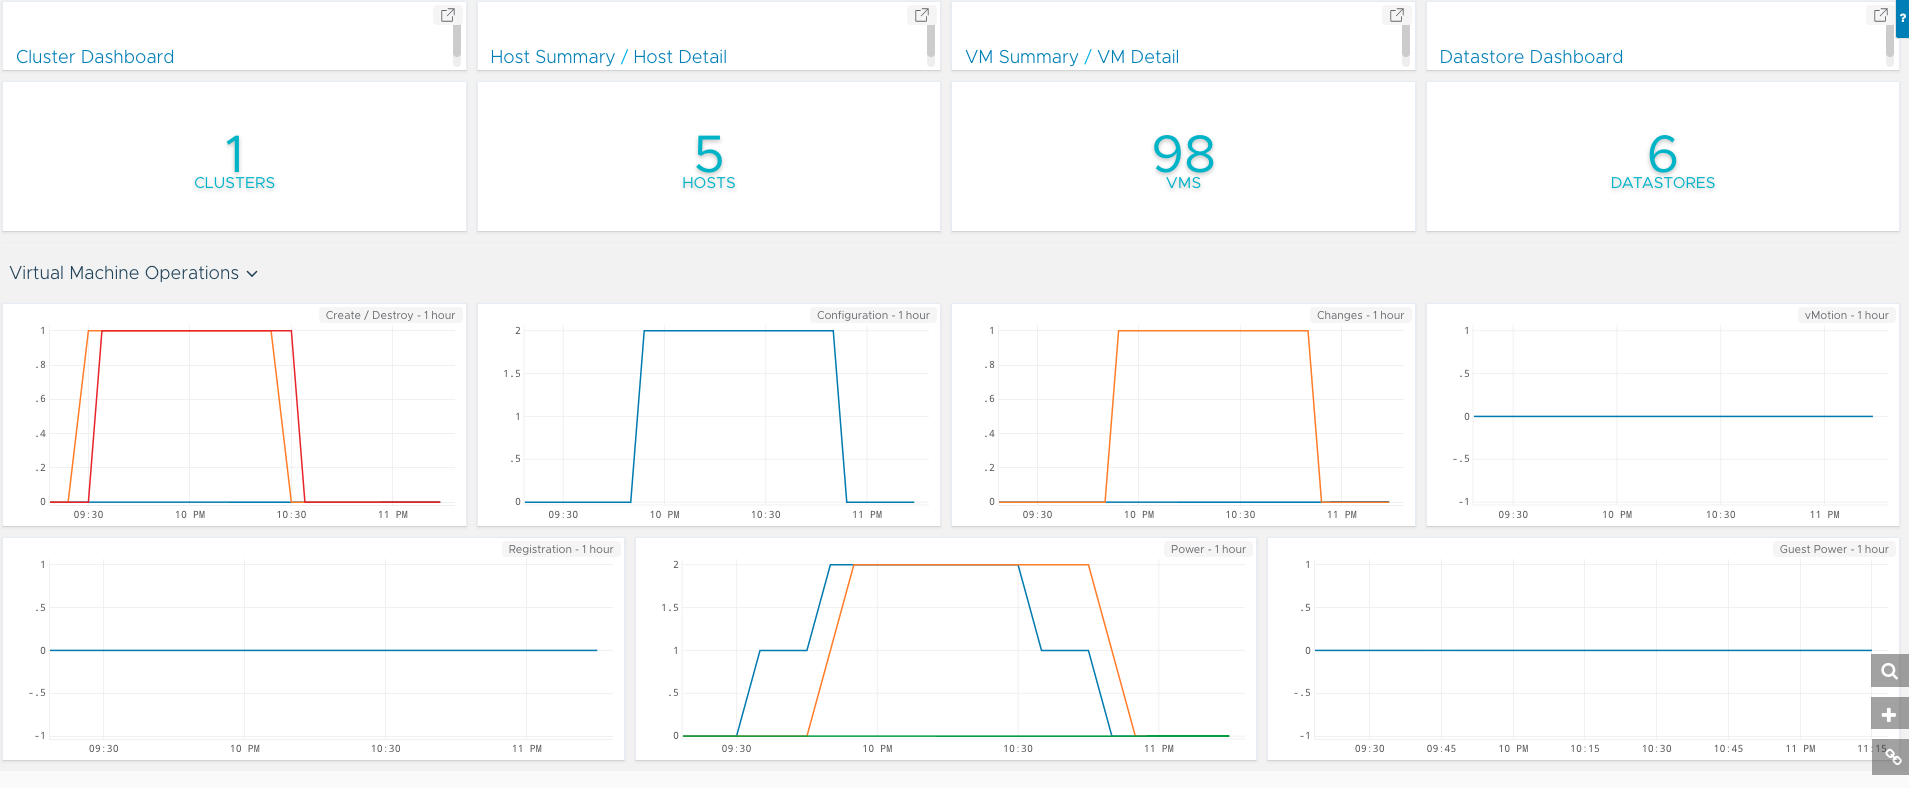 Cluster Dashboard
Host Summary / Host Detail
VM Summary / VM Detail
Datastore Dashboard
?
1
CLUSTERS
5
HOSTS
98
VMS
6
DATASTORES
Virtual Machine Operations
Create / Destroy - 1 hour
1
.8
.6
.4
.2
0
09:30 10 PM 10:30 11 PM
Configuration - 1 hour
2
1.5
1
.5
0
09:30 10 PM 10:30 11 PM
Changes - 1 hour
1
.8
.6
.4
.2
0
09:30 10 PM 10:30 11 PM
vMotion - 1 hour
1
.5
0
-.5
-1
09:30 10 PM 10:30 11 PM
Registration - 1 hour
1
.5
0
-.5
-1
09:30 10 PM 10:30 11 PM
Power - 1 hour
2
1.5
1
.5
0
09:30 10 PM 10:30 11 PM
Guest Power - 1 hour
1
.5
0
-.5
-1
09:30 09:45 10 PM 10:15 10:30 10:45 11 PM 11:15